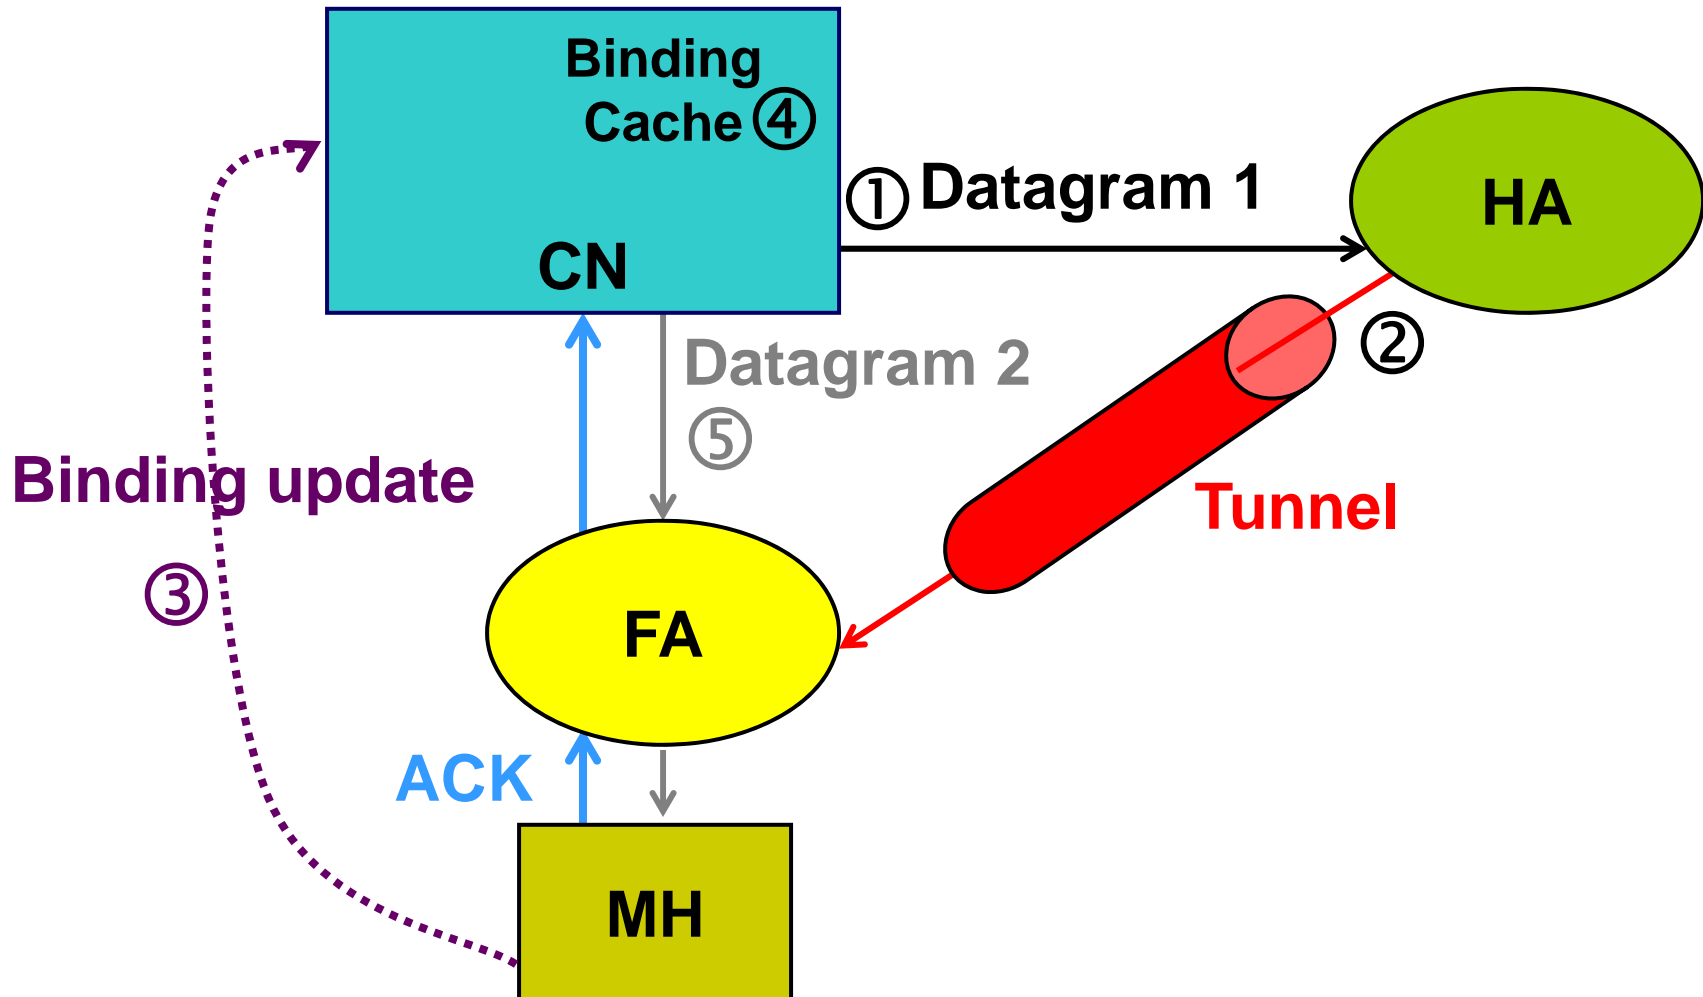 Binding
Cache ④
① Datagram 1
HA
CN
②
Datagram 2
⑤
Binding update
Tunnel
③
FA
ACK
MH